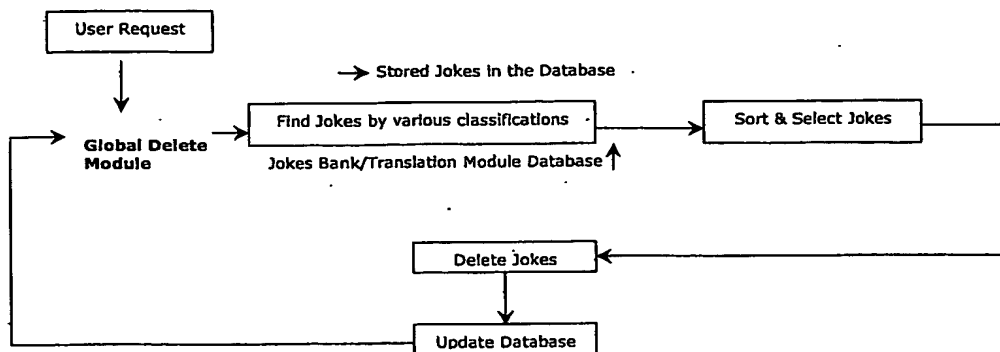 User Request
Stored Jokes in the Database
Find Jokes by various classifications
Sort & Select Jokes
Global Delete
Module
Jokes Bank/Translation Module Database
Delete Jokes
Update Database